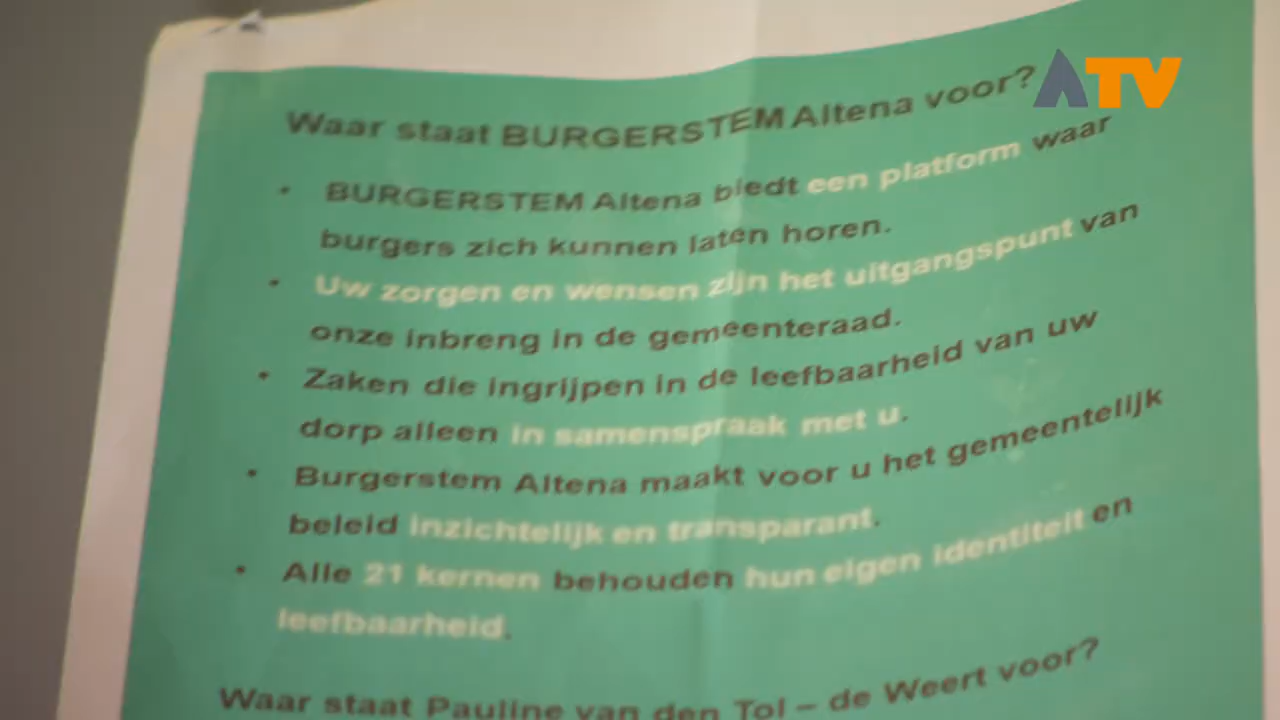 ATV
Waar staat BURGERSTEM Altena voor?
• BURGERSTEM Altena biedt een platform waar
burgers zich kunnen laten horen.
• Uw zorgen en wensen zijn het uitgangspunt van
onze inbreng in de gemeenteraad.
• Zaken die ingrijpen in de leefbaarheid van uw
dorp alleen in samenspraak met u.
• Burgerstem Altena maakt voor u het gemeentelijk
beleid inzichtelijk en transparant.
• Alle 21 kernen behouden hun eigen identiteit en
leefbaarheid.
Waar staat Pauline van den Tol – de Weert voor?